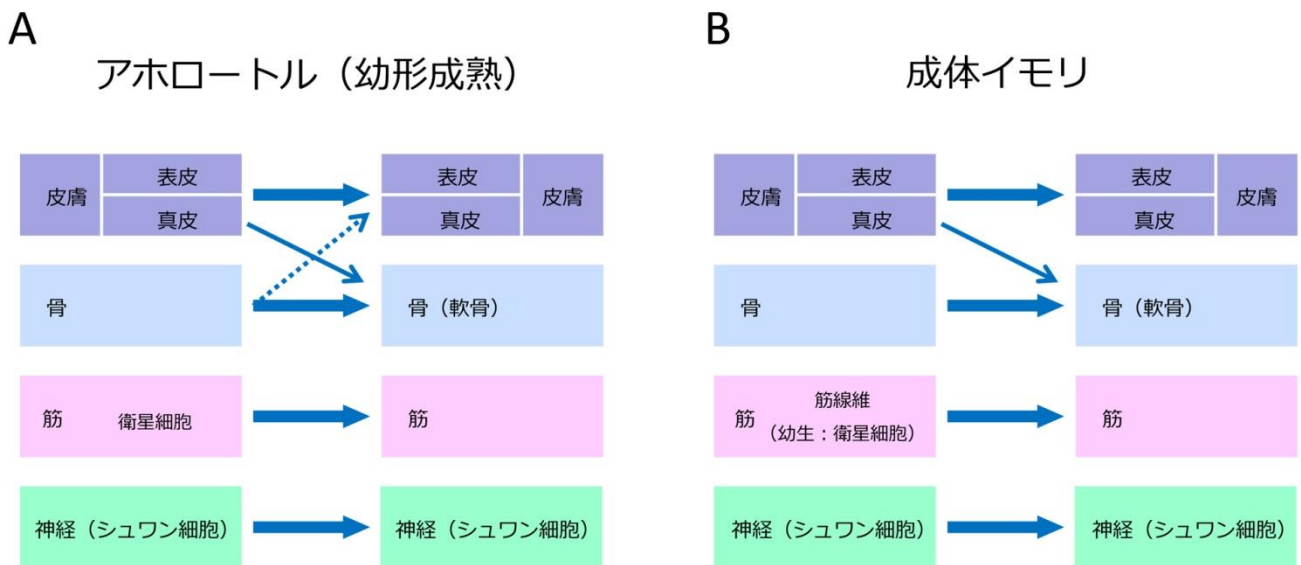 A
アホロートル（幼形成熟）
皮膚
表皮
真皮
表皮
真皮
皮膚
骨
骨（軟骨）
筋
衛星細胞
筋
神経（シュワン細胞）
神経（シュワン細胞）
B
成体イモリ
皮膚
表皮
真皮
表皮
真皮
皮膚
骨
骨（軟骨）
筋
筋線維
（幼生：衛星細胞）
筋
神経（シュワン細胞）
神経（シュワン細胞）